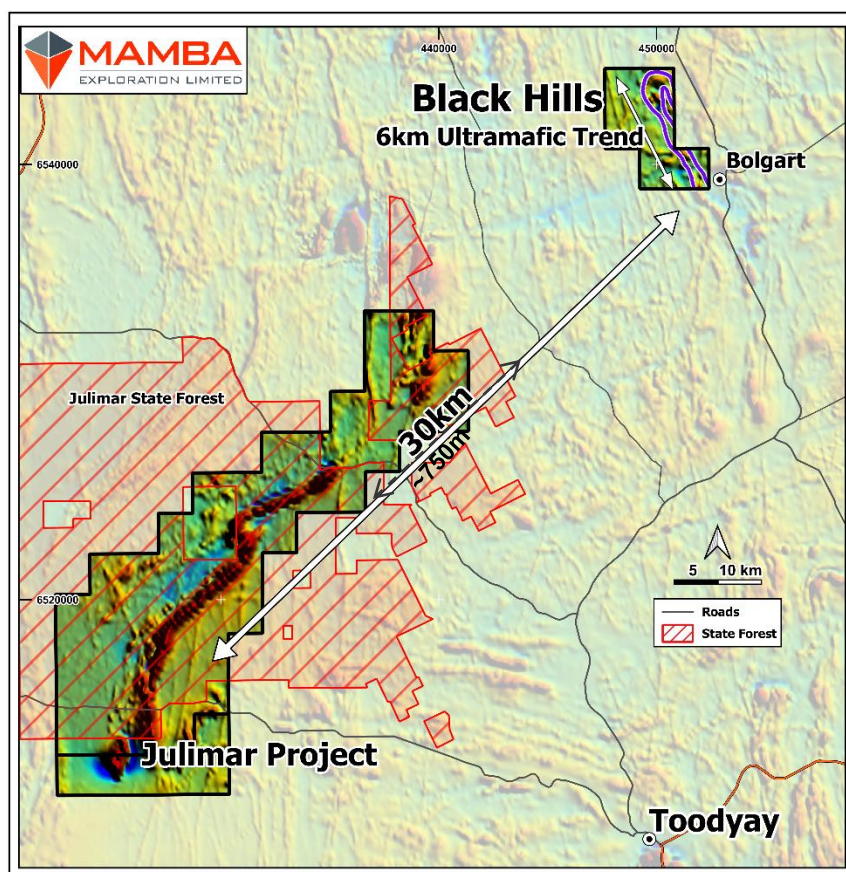 MAMBA
EXPLORATION LIMITED
440000
450000
Black Hills
6km Ultramafic Trend
6540000
Bolgart
Julimar State Forest
30km
~750m
5 10 km
Roads
State Forest
6520000
Julimar Project
Toodyay